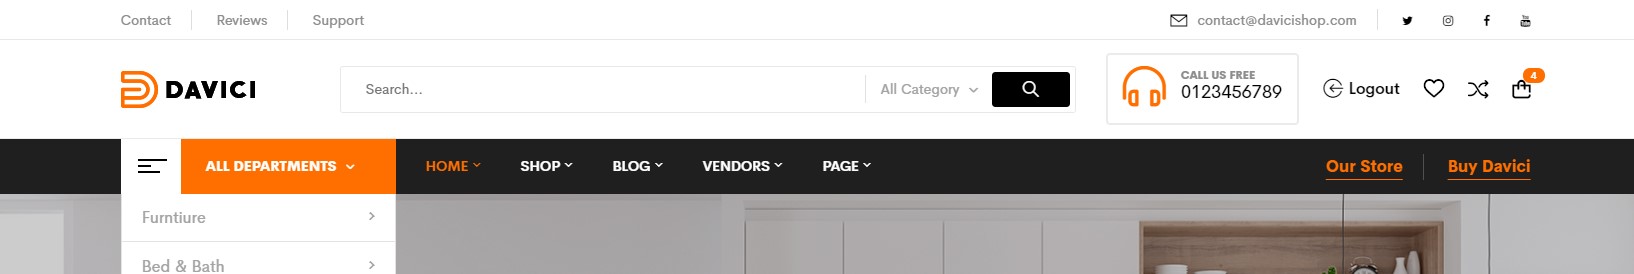 Contact
Reviews
Support
contact@davicishop.com
DAVICI
Search...
All Category
CALL US FREE
0123456789
Logout
4
ALL DEPARTMENTS
HOME
SHOP
BLOG
VENDORS
PAGE
Our Store
Buy Davici
Furntiure
Bed & Bath